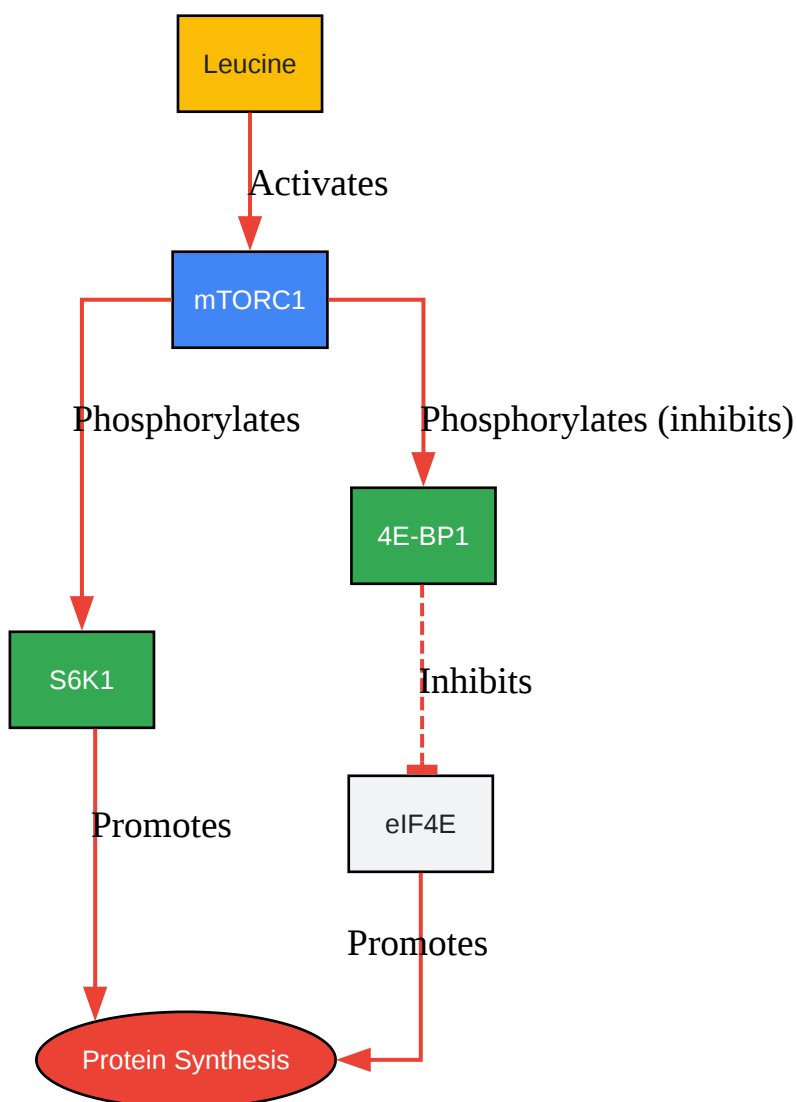 Leucine
Activates
mTORC1
Phosphorylates
Phosphorylates (inhibits)
4E-BP1
S6K1
Inhibits
Promotes
eIF4E
Promotes
Protein Synthesis